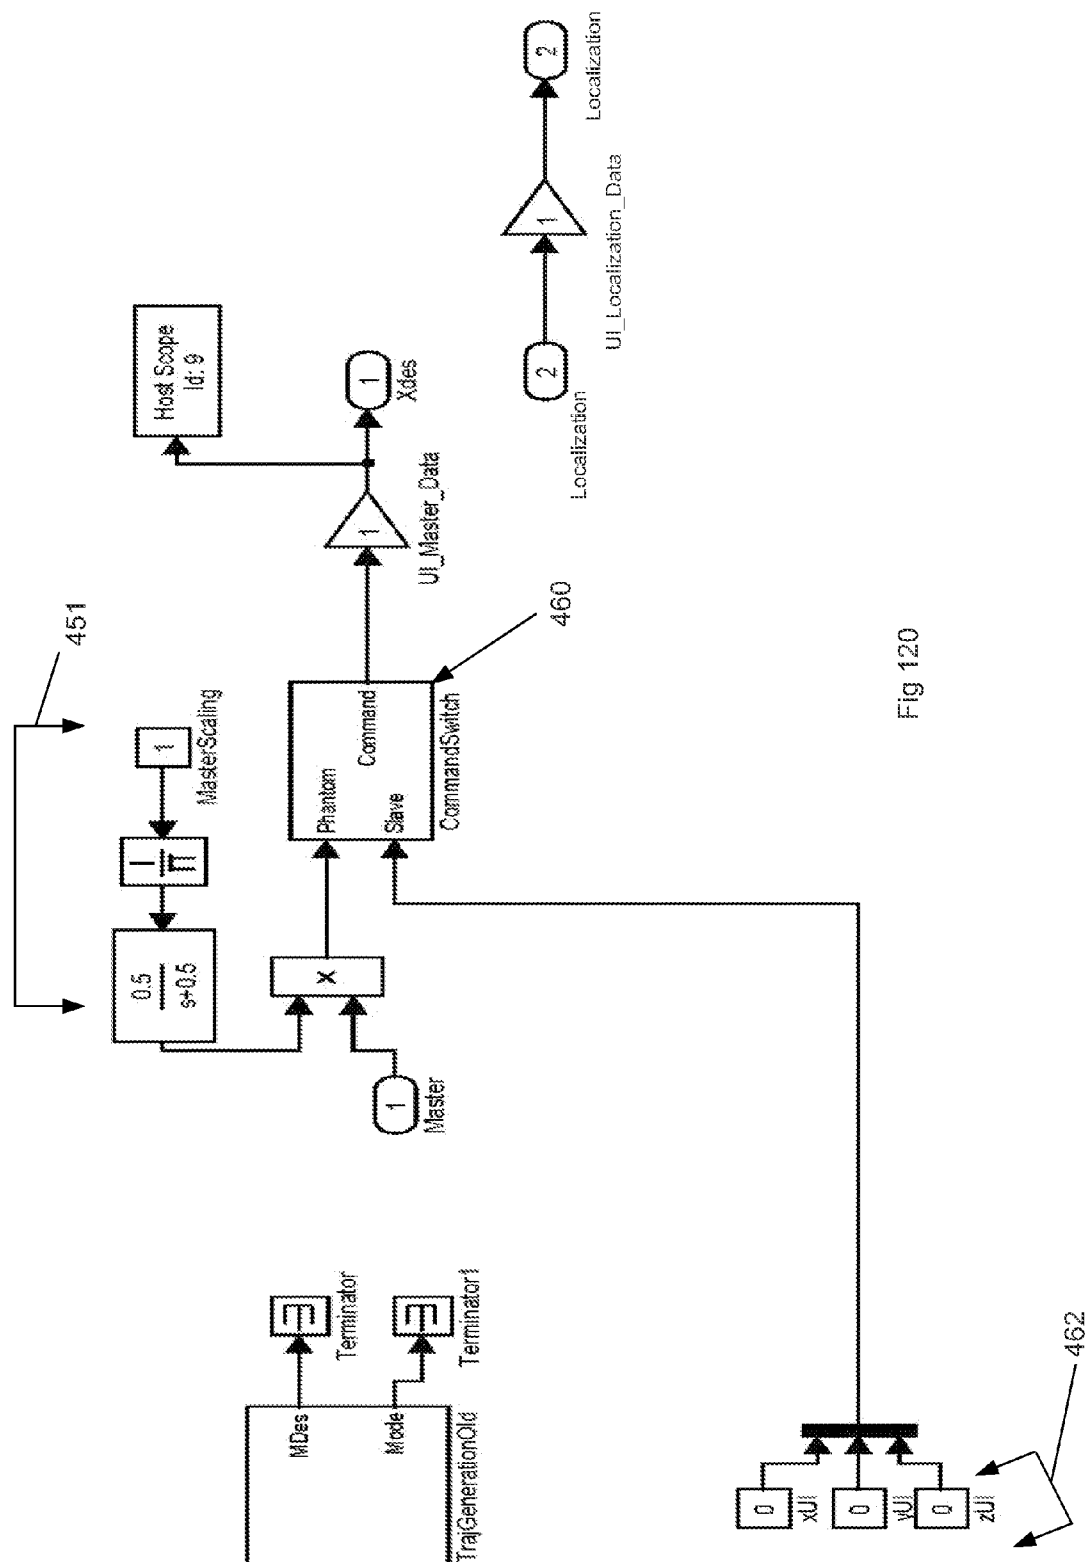 451
0.5
s+0.5
1
MasterScaling
Host Scope
Id: 9
TrajGenerationOld
MDes
Mode
Terminator
Terminator1
1
Master
X
Phantom
Slave
Command
CommandSwitch
460
1
UI_Master_Data
1
Xdes
2
Localization
1
UI_Localization_Data
2
Localization
0
xUI
0
yUI
0
zUI
462
Fig 120